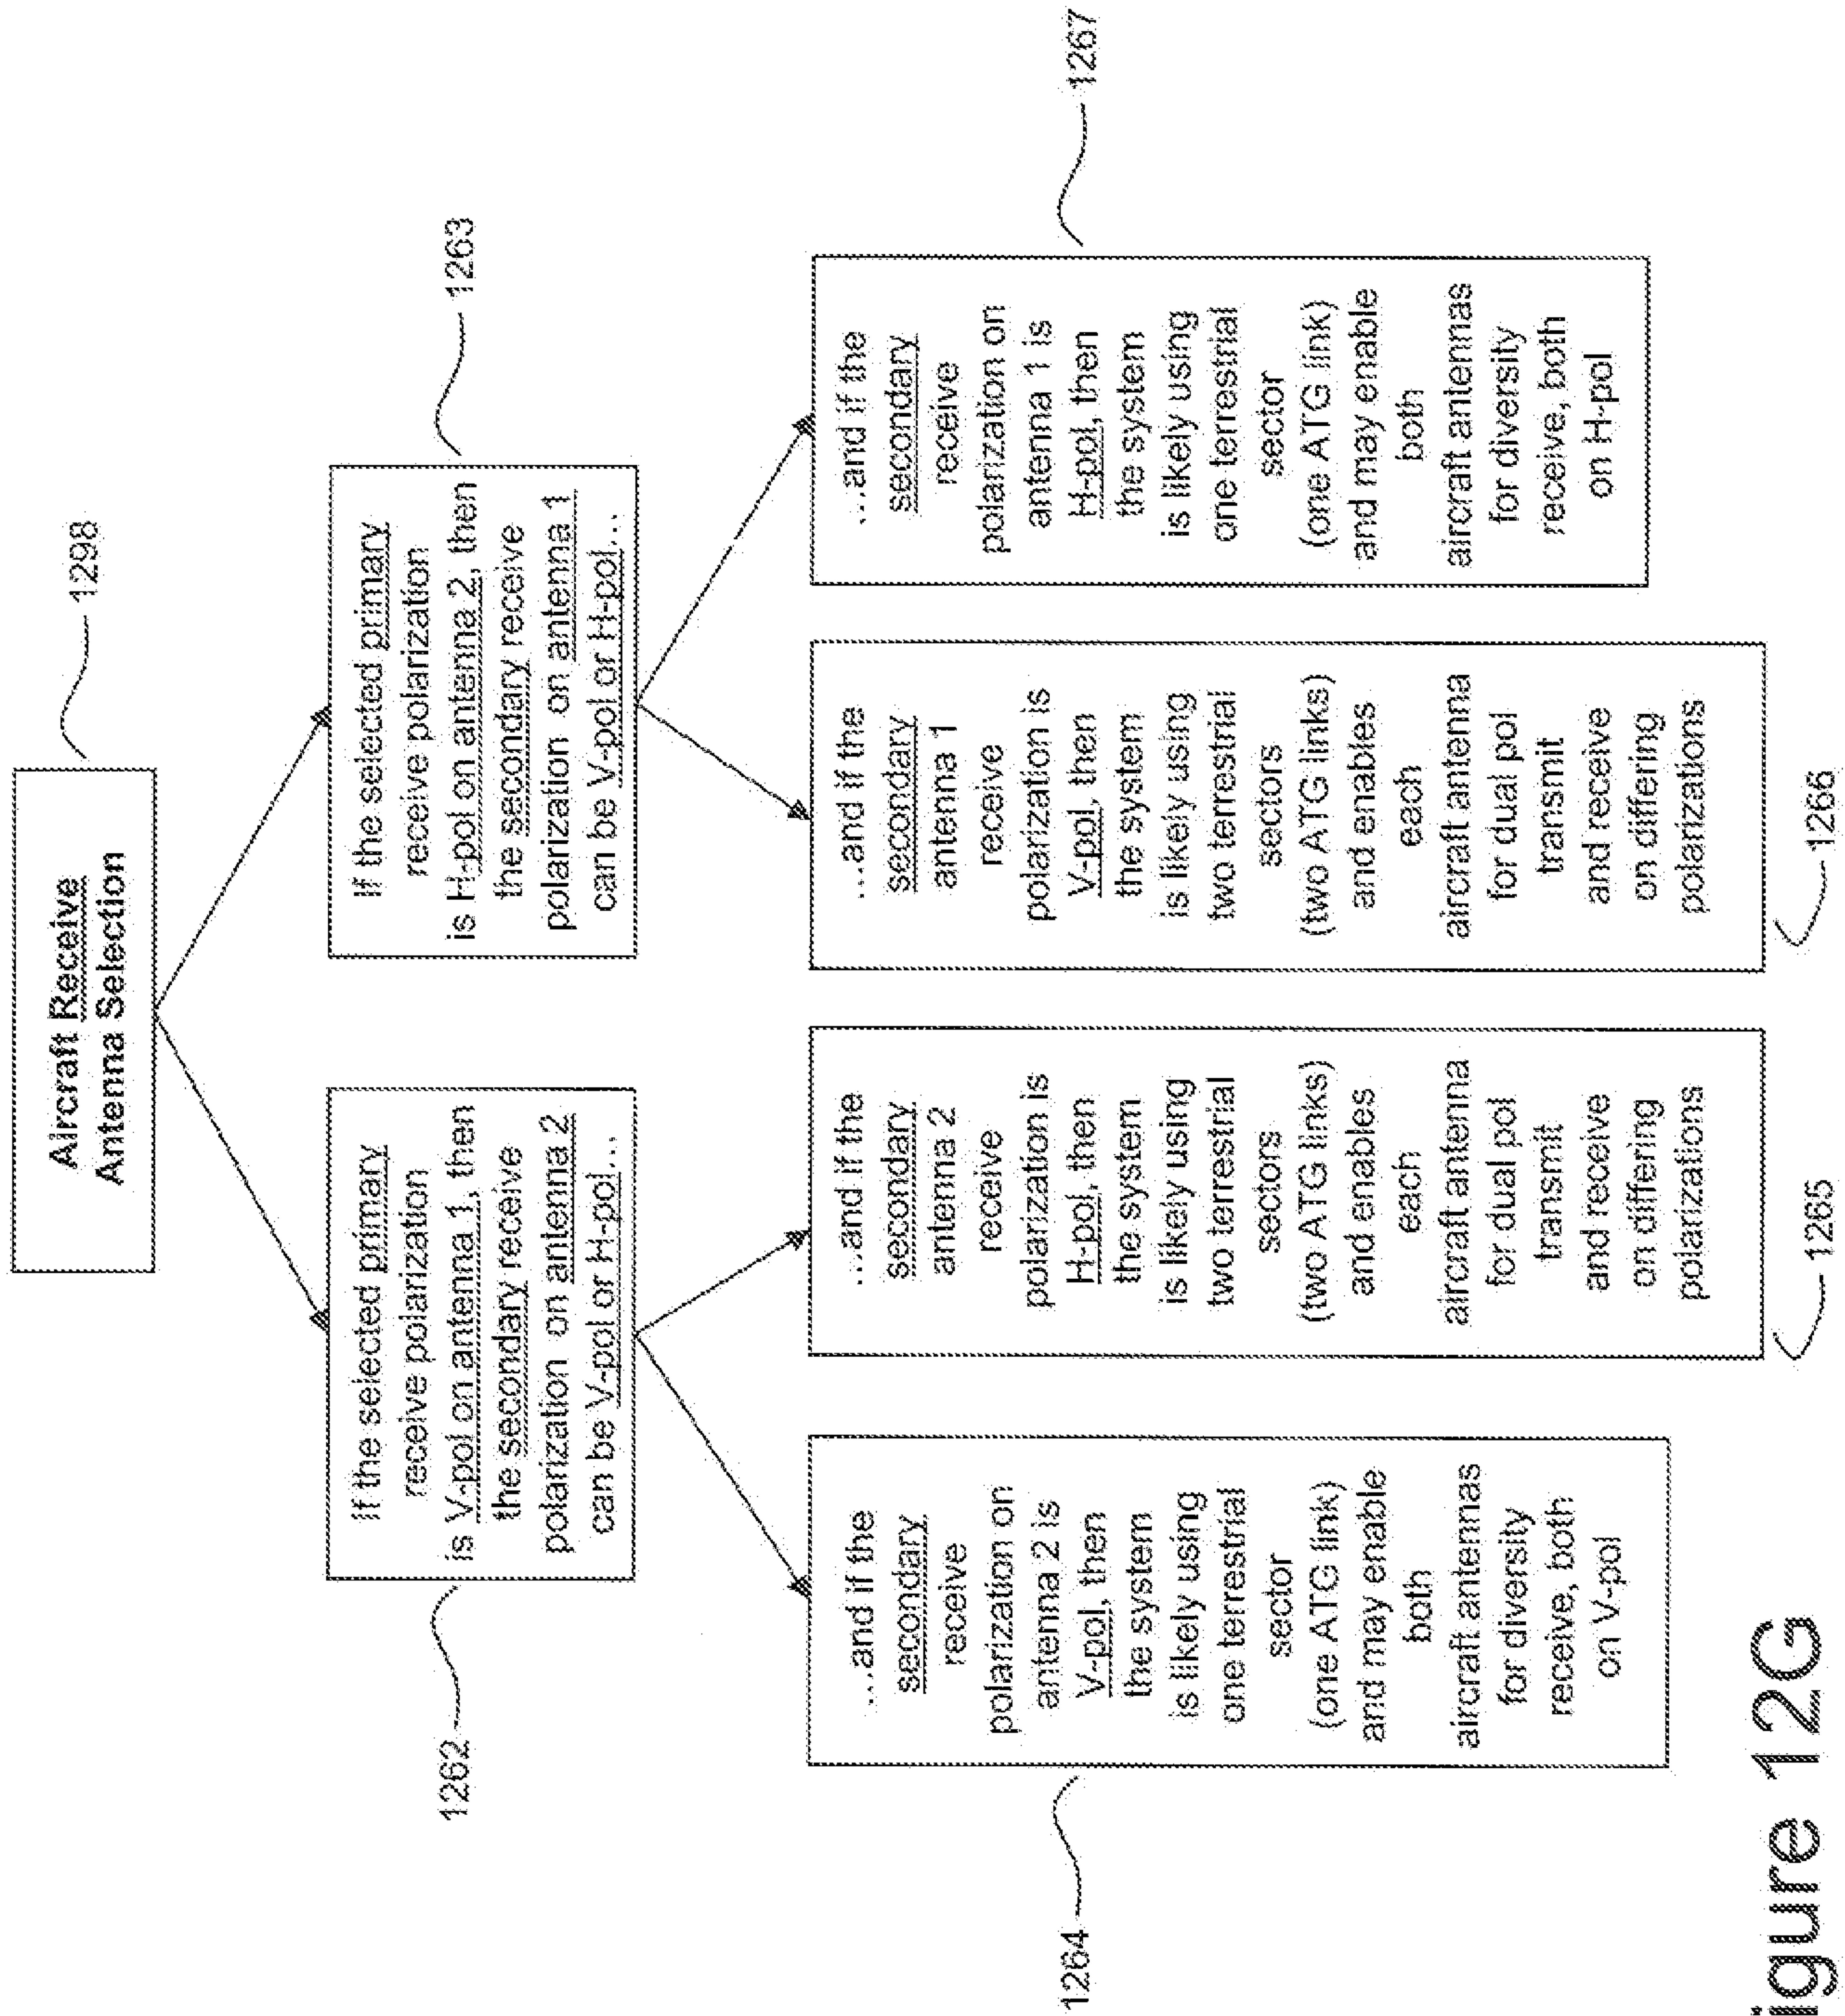 Aircraft Receive
Antenna Selection
1298
If the selected primary
receive polarization
is V-pol on antenna 1, then
the secondary receive
polarization on antenna 2
can be V-pol or H-pol...
1262
If the selected primary
receive polarization
is H-pol on antenna 2, then
the secondary receive
polarization on antenna 1
can be V-pol or H-pol...
1263
...and if the
secondary
receive
polarization on
antenna 2 is
V-pol, then
the system
is likely using
one terrestrial
sector
(one ATG link)
and may enable
both
aircraft antennas
for diversity
receive, both
on V-pol
1264
...and if the
secondary
antenna 2
receive
polarization is
H-pol, then
the system
is likely using
two terrestrial
sectors
(two ATG links)
and enables
each
aircraft antenna
for dual pol
transmit
and receive
on differing
polarizations
1265
...and if the
secondary
antenna 1
receive
polarization is
V-pol, then
the system
is likely using
two terrestrial
sectors
(two ATG links)
and enables
each
aircraft antenna
for dual pol
transmit
and receive
on differing
polarizations
1266
...and if the
secondary
receive
polarization on
antenna 1 is
H-pol, then
the system
is likely using
one terrestrial
sector
(one ATG link)
and may enable
both
aircraft antennas
for diversity
receive, both
on H-pol
1267
igure 12G